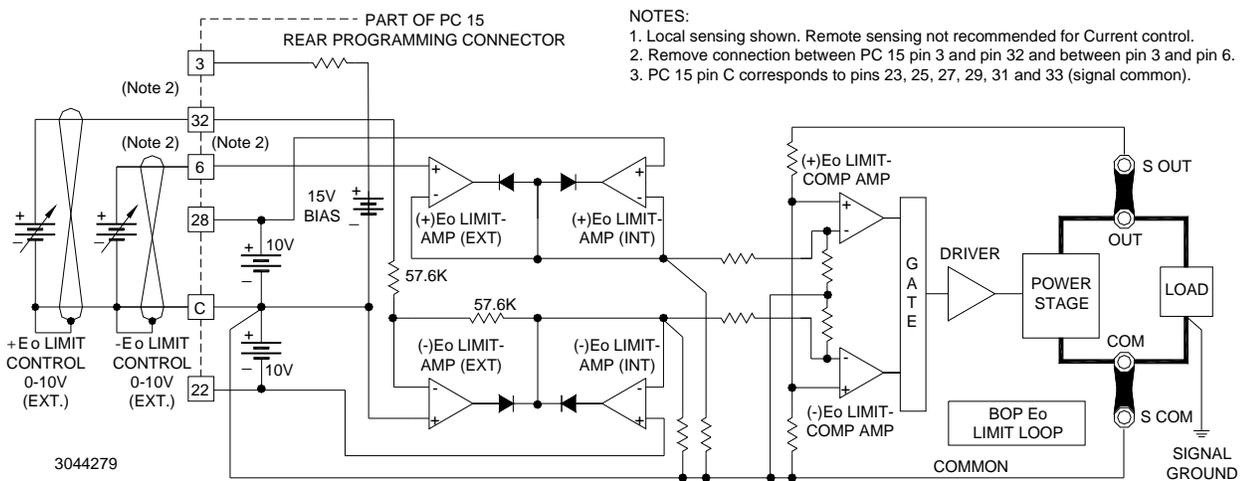 PART OF PC 15
REAR PROGRAMMING CONNECTOR
NOTES:
1. Local sensing shown. Remote sensing not recommended for Current control.
2. Remove connection between PC 15 pin 3 and pin 32 and between pin 3 and pin 6.
3. PC 15 pin C corresponds to pins 23, 25, 27, 29, 31 and 33 (signal common).
3
(Note 2)
32
(Note 2)
(Note 2)
6
28
C
22
+
–
+
–
+Eo LIMIT
CONTROL
0-10V
(EXT.)
-Eo LIMIT
CONTROL
0-10V
(EXT.)
+
10V
–
+
10V
–
15V
BIAS
+
–
57.6K
57.6K
+
-
(+)Eo LIMIT-
AMP (EXT)
+
-
(+)Eo LIMIT-
AMP (INT)
(-)Eo LIMIT-
AMP (EXT)
-
+
(-)Eo LIMIT-
AMP (INT)
-
+
(+)Eo LIMIT-
COMP AMP
+
-
-
+
(-)Eo LIMIT-
COMP AMP
G
A
T
E
DRIVER
POWER
STAGE
S OUT
OUT
LOAD
COM
S COM
BOP Eo
LIMIT LOOP
COMMON
SIGNAL
GROUND
3044279